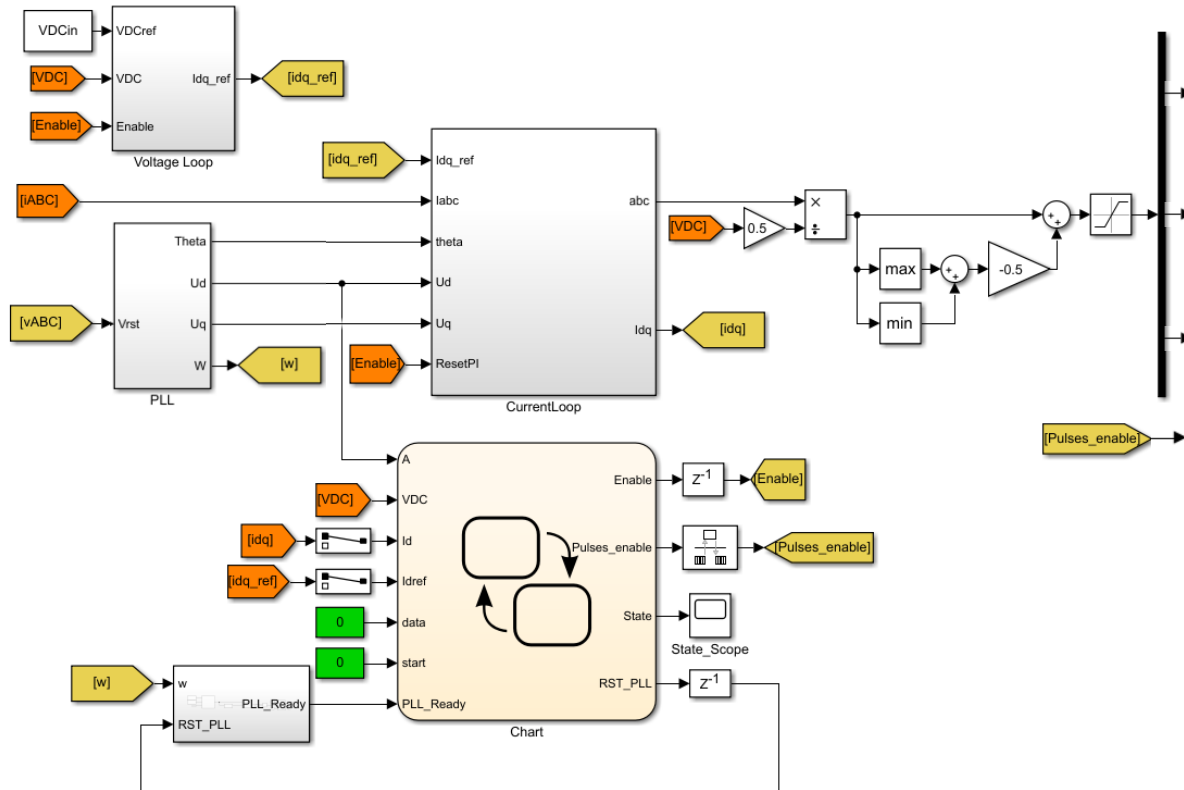 VDCin
VDCref
[VDC]
VDC
Idq_ref
[idq_ref]
[Enable]
Enable
Voltage Loop
[idq_ref]
Idq_ref
[iABC]
Iabc
abc
[VDC]
0.5
×
÷
+
+
Theta
theta
Ud
Ud
max
+
+
-0.5
[vABC]
Vrst
Uq
Uq
min
Idq
[idq]
W
[w]
[Enable]
ResetPI
PLL
CurrentLoop
[Pulses_enable]
A
Enable
Z-1
[Enable]
[VDC]
VDC
[idq]
Id
Pulses_enable
[Pulses_enable]
[idq_ref]
Idref
0
data
State
State_Scope
0
start
[w]
w
PLL_Ready
RST_PLL
PLL_Ready
RST_PLL
Z-1
Chart